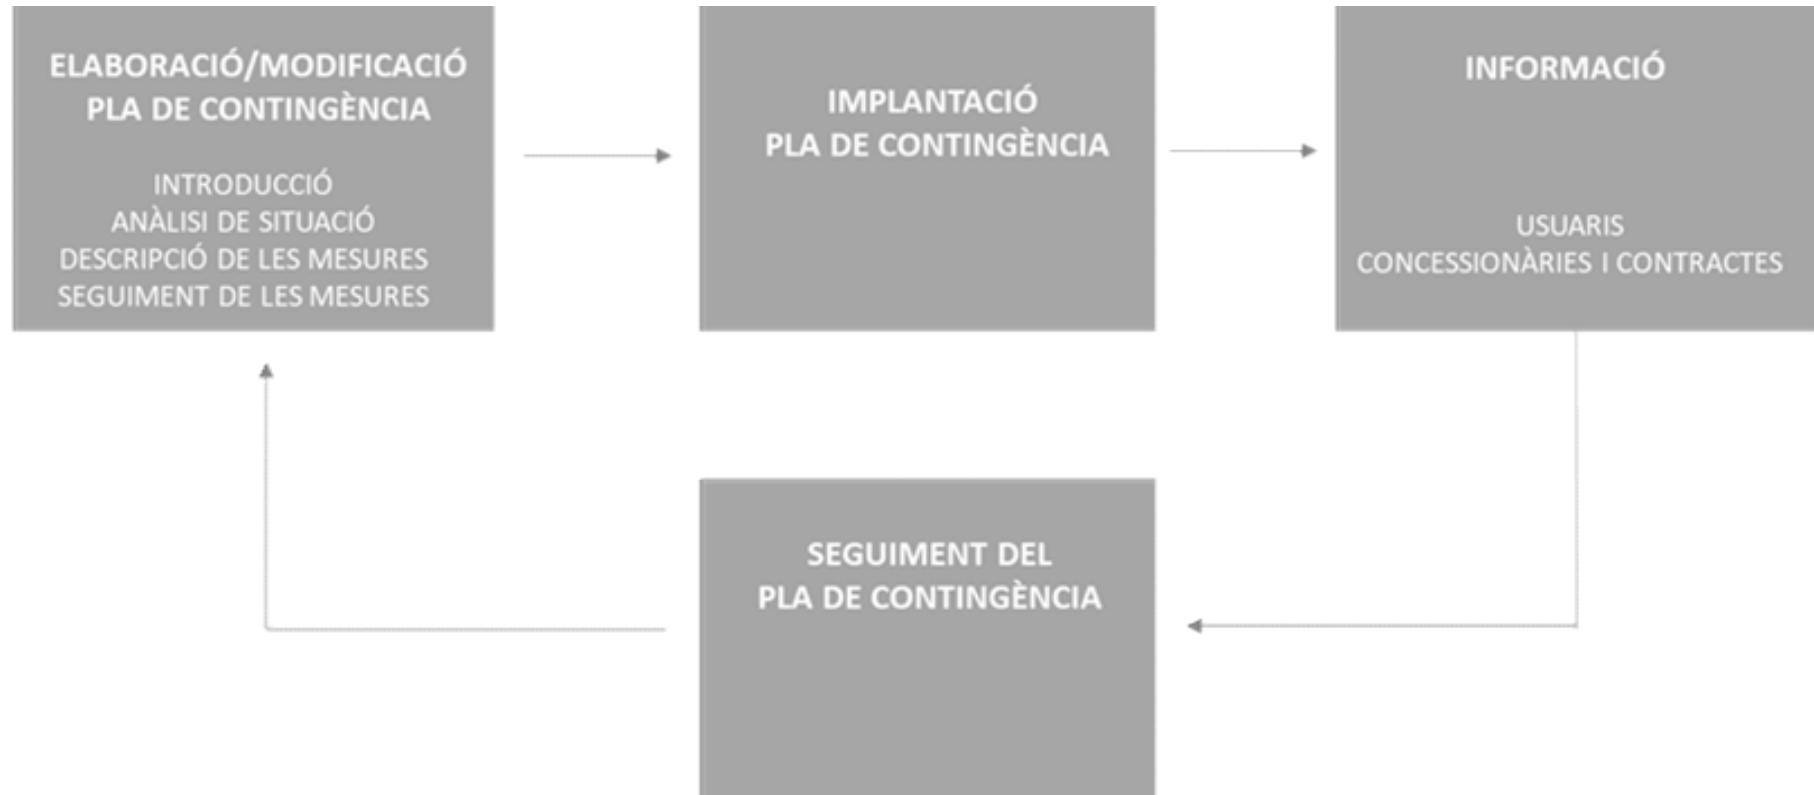 ELABORACIÓ/MODIFICACIÓ
PLA DE CONTINGÈNCIA
INTRODUCCIÓ
ANÀLISI DE SITUACIÓ
DESCRIPCIÓ DE LES MESURES
SEGUIMENT DE LES MESURES
IMPLANTACIÓ
PLA DE CONTINGÈNCIA
INFORMACIÓ
USUARIS
CONCESSIONÀRIES I CONTRACTES
SEGUIMENT DEL
PLA DE CONTINGÈNCIA